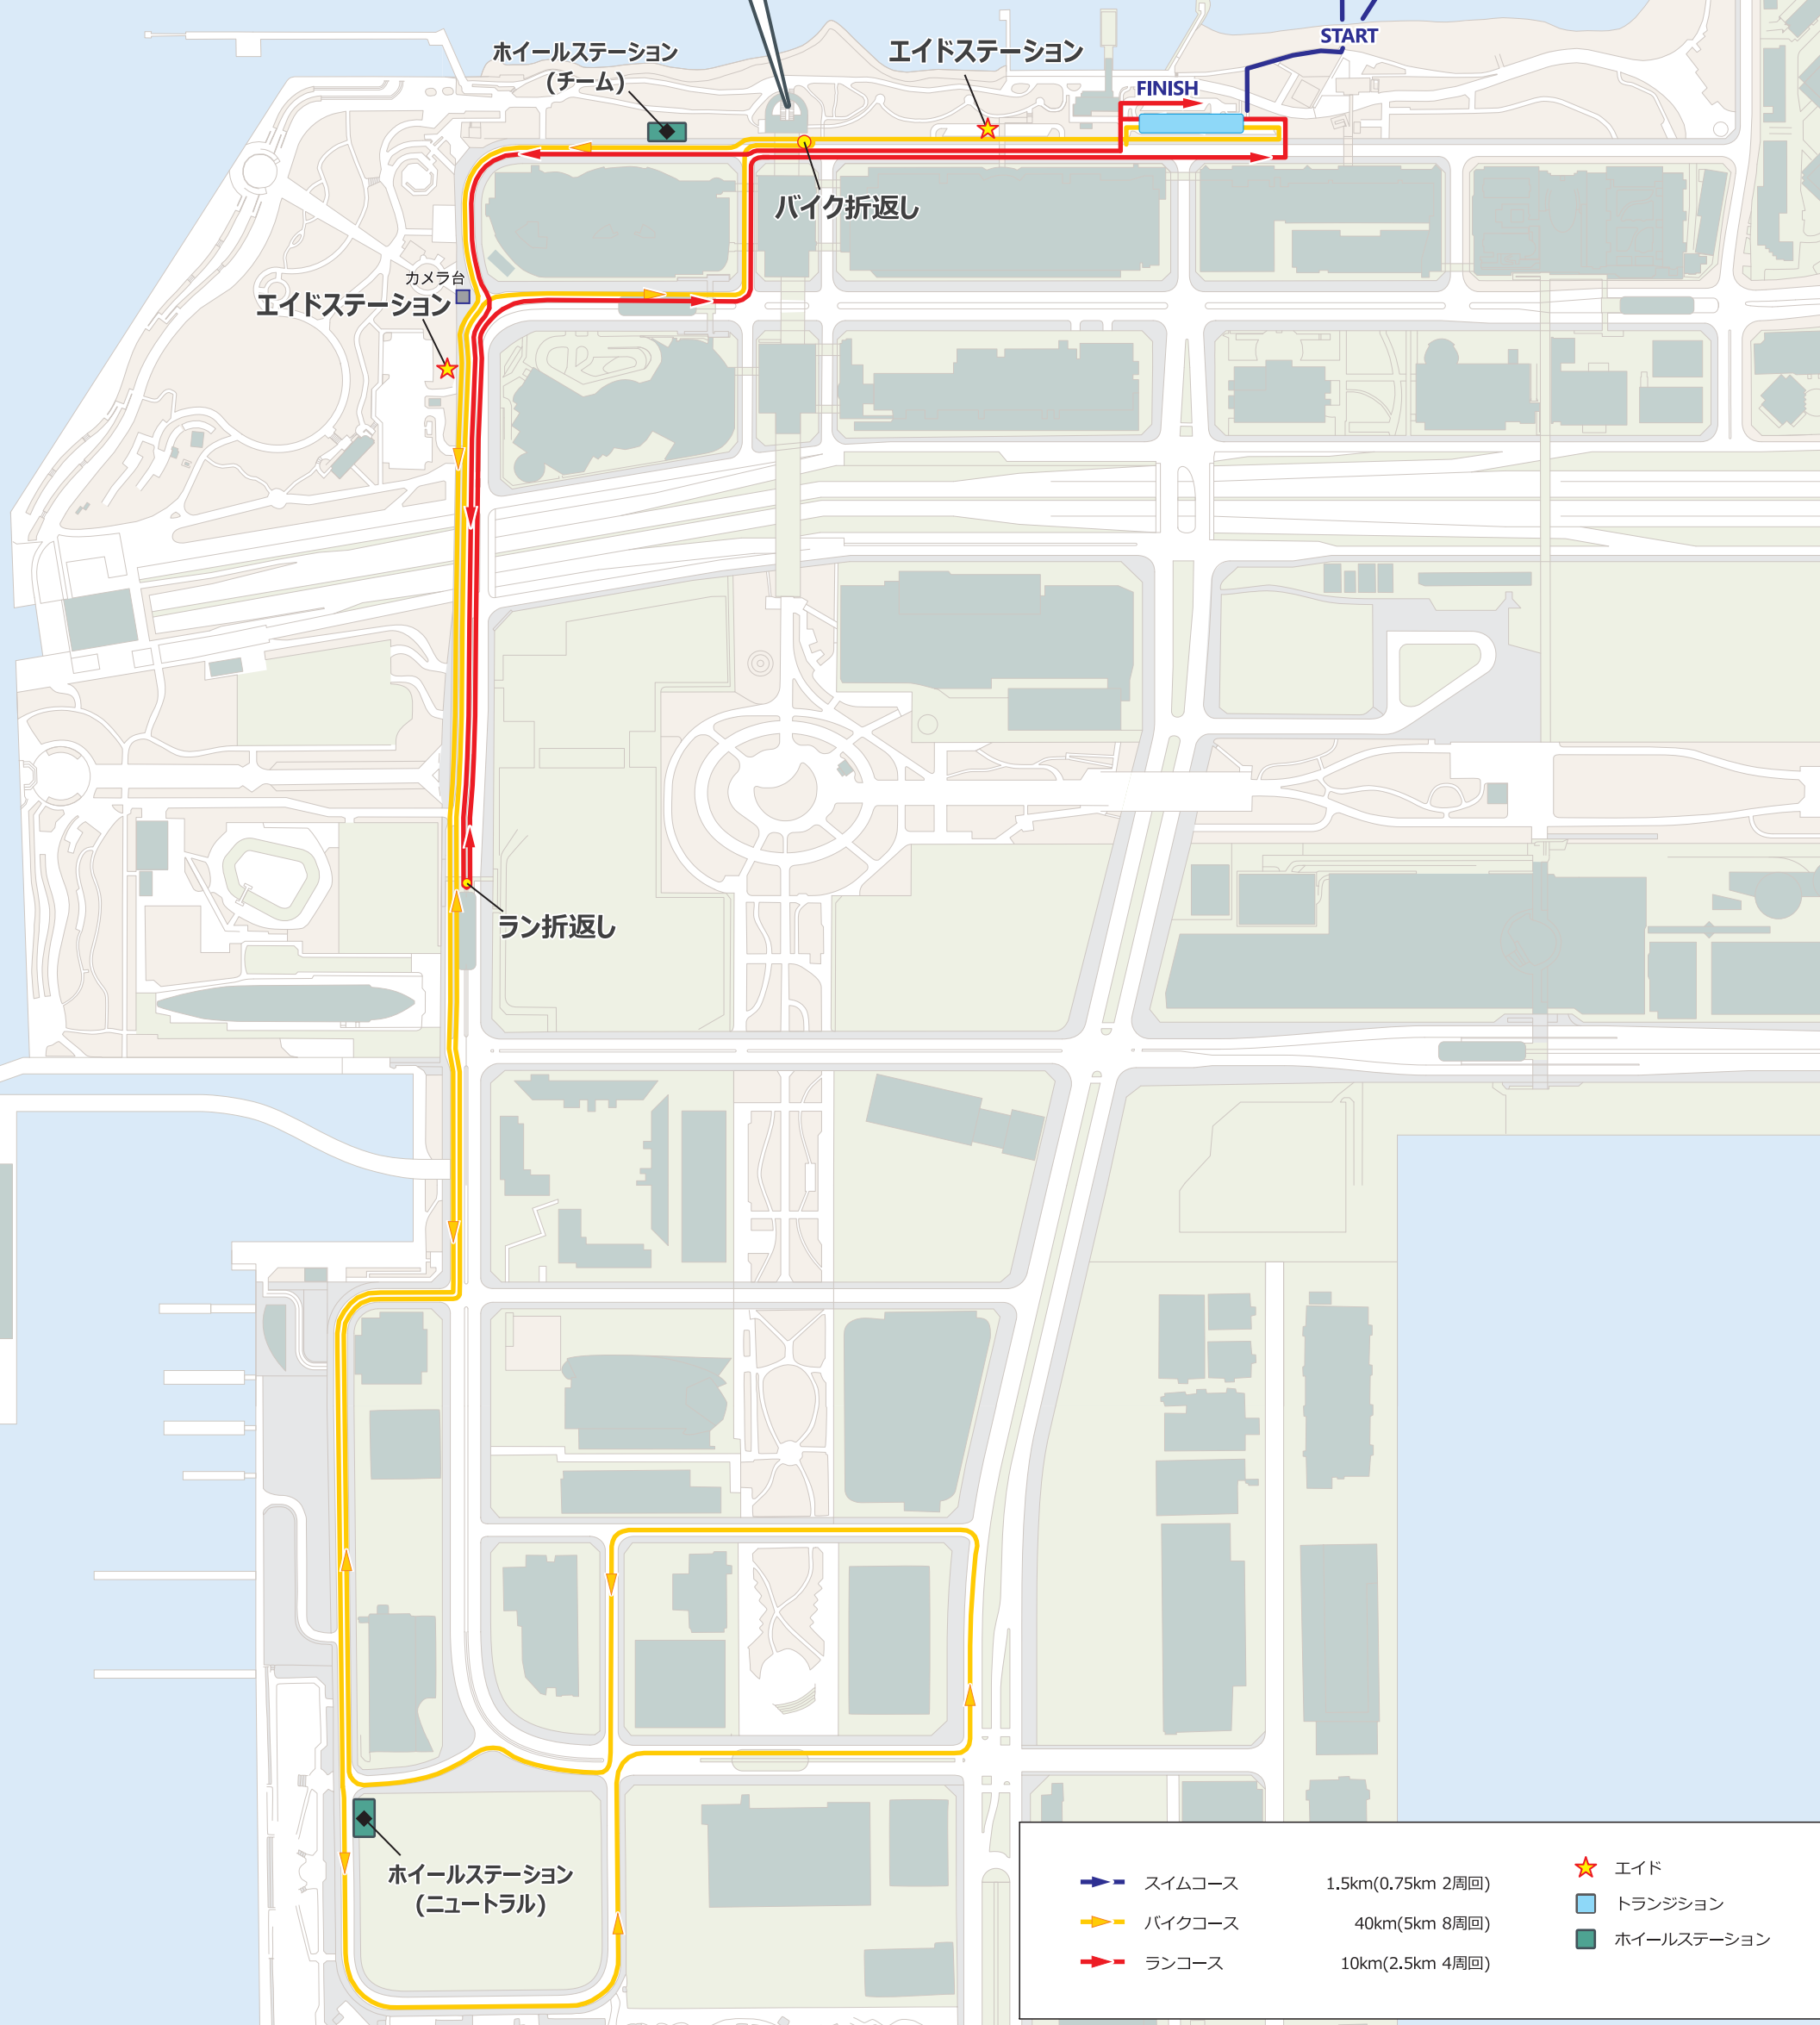 START
ホイールステーション
(チーム)
エイドステーション
FINISH
バイク折返し
カメラ台
エイドステーション
ラン折返し
ホイールステーション
(ニュートラル)
スイムコース 1.5km(0.75km 2周回)
バイクコース 40km(5km 8周回)
ランコース 10km(2.5km 4周回)
エイド
トランジション
ホイールステーション